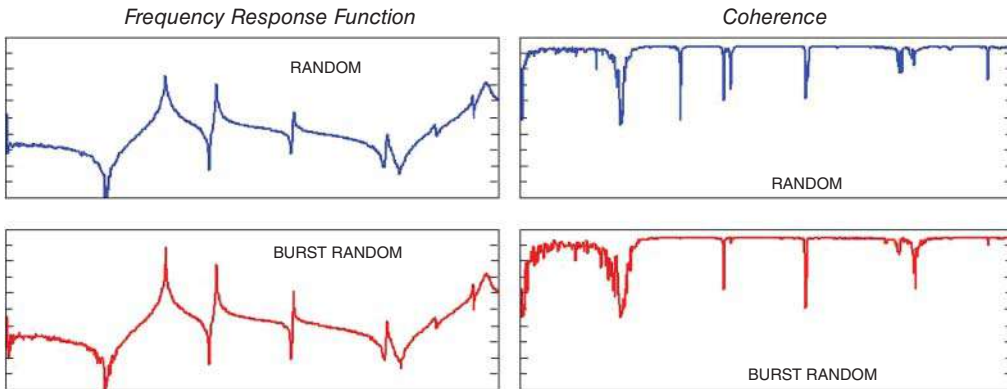 Frequency Response Function
Coherence
RANDOM
RANDOM
BURST RANDOM
BURST RANDOM